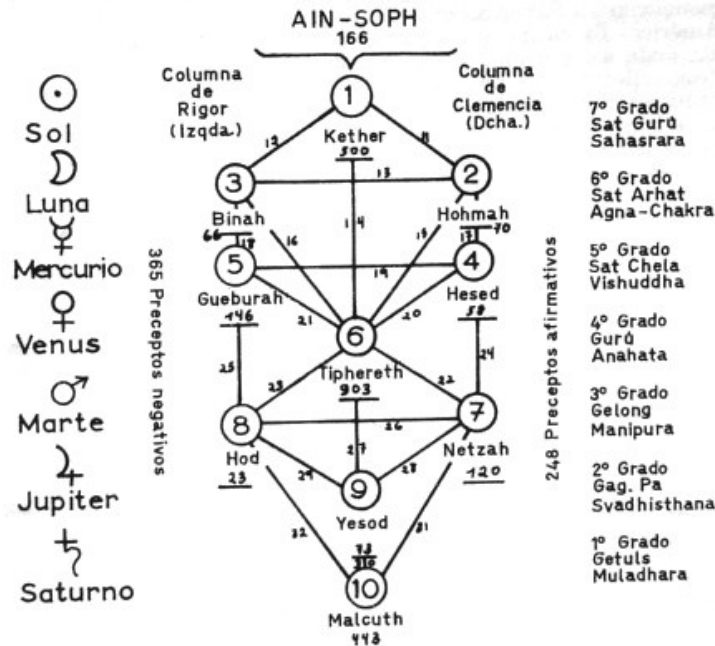 AIN-SOPH
166
Columna
de
Rigor
(Izqda.)
Columna
de
Clemencia
(Dcha.)
1
Kether
500
12
11
13
3
Binah
66
2
Hohmah
70
14
16
15
18
17
5
Gueburah
146
19
4
Hesed
58
21
20
6
Tiphereth
903
25
23
22
24
8
Hod
23
26
7
Netzah
120
27
29
28
9
Yesod
32
31
73
10
Malcuth
443
Sol
Luna
Mercurio
Venus
Marte
Jupiter
Saturno
365 Preceptos negativos
248 Preceptos afirmativos
7º Grado
Sat Gurú
Sahasrara
6º Grado
Sat Arhat
Agna-Chakra
5º Grado
Sat Chela
Vishuddha
4º Grado
Gurú
Anahata
3º Grado
Gelong
Manipura
2º Grado
Gag. Pa
Svadhisthana
1º Grado
Getuls
Muladhara